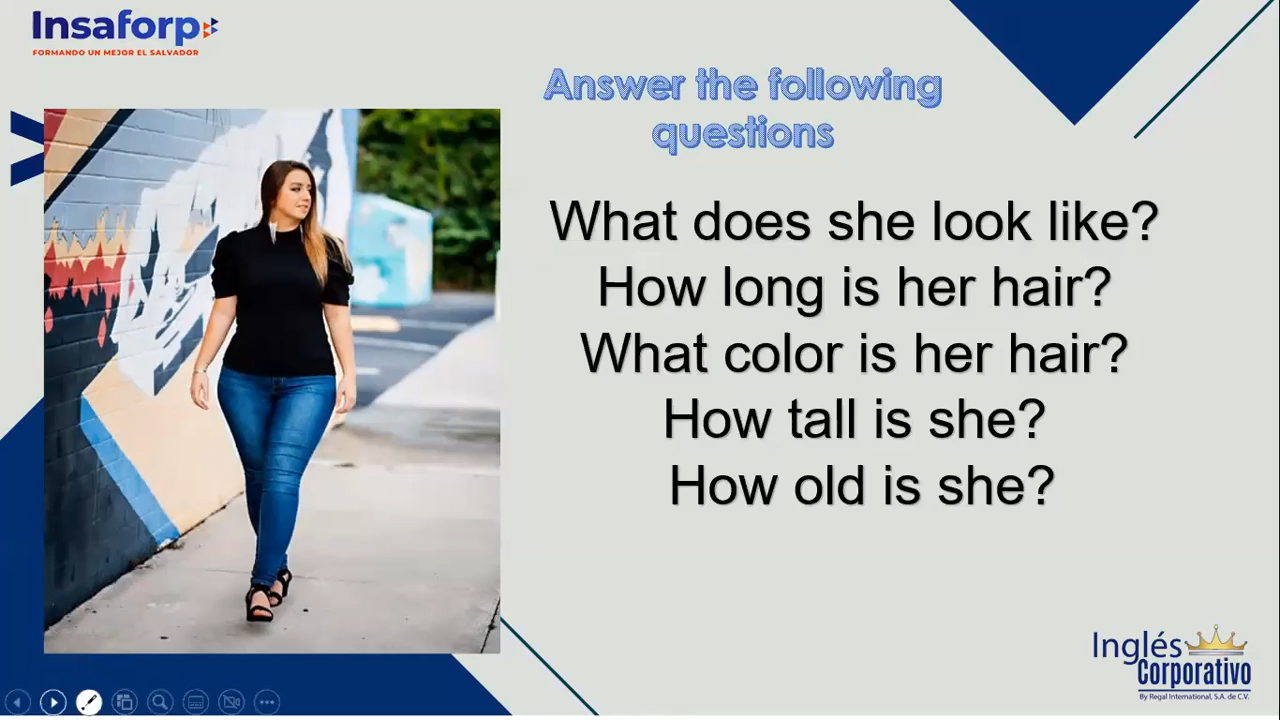 Insaforp
FORMANDO UN MEJOR EL SALVADOR
Answer the following
questions
What does she look like?
How long is her hair?
What color is her hair?
How tall is she?
How old is she?
Inglés
Corporativo
By Regal International, S.A. de C.V.